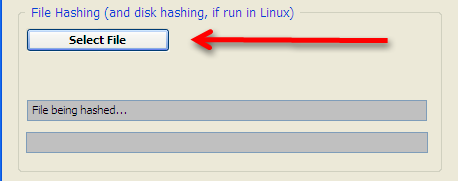 File Hashing (and disk hashing, if run in Linux)
Select File
File being hashed...